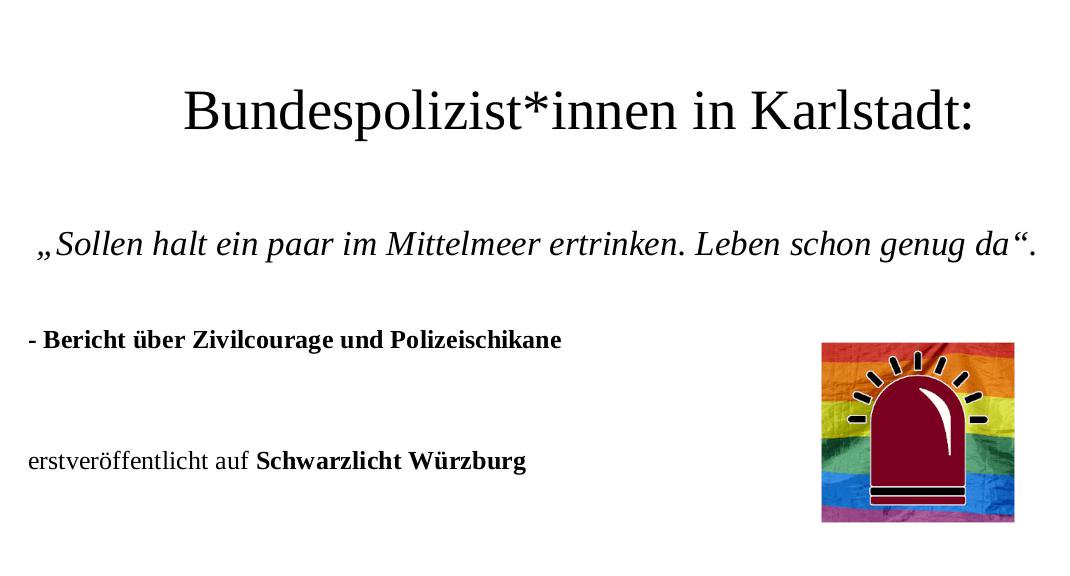 Bundespolizist*innen in Karlstadt:
„Sollen halt ein paar im Mittelmeer ertrinken. Leben schon genug da“.
- Bericht über Zivilcourage und Polizeischikane
erstveröffentlicht auf Schwarzlicht Würzburg